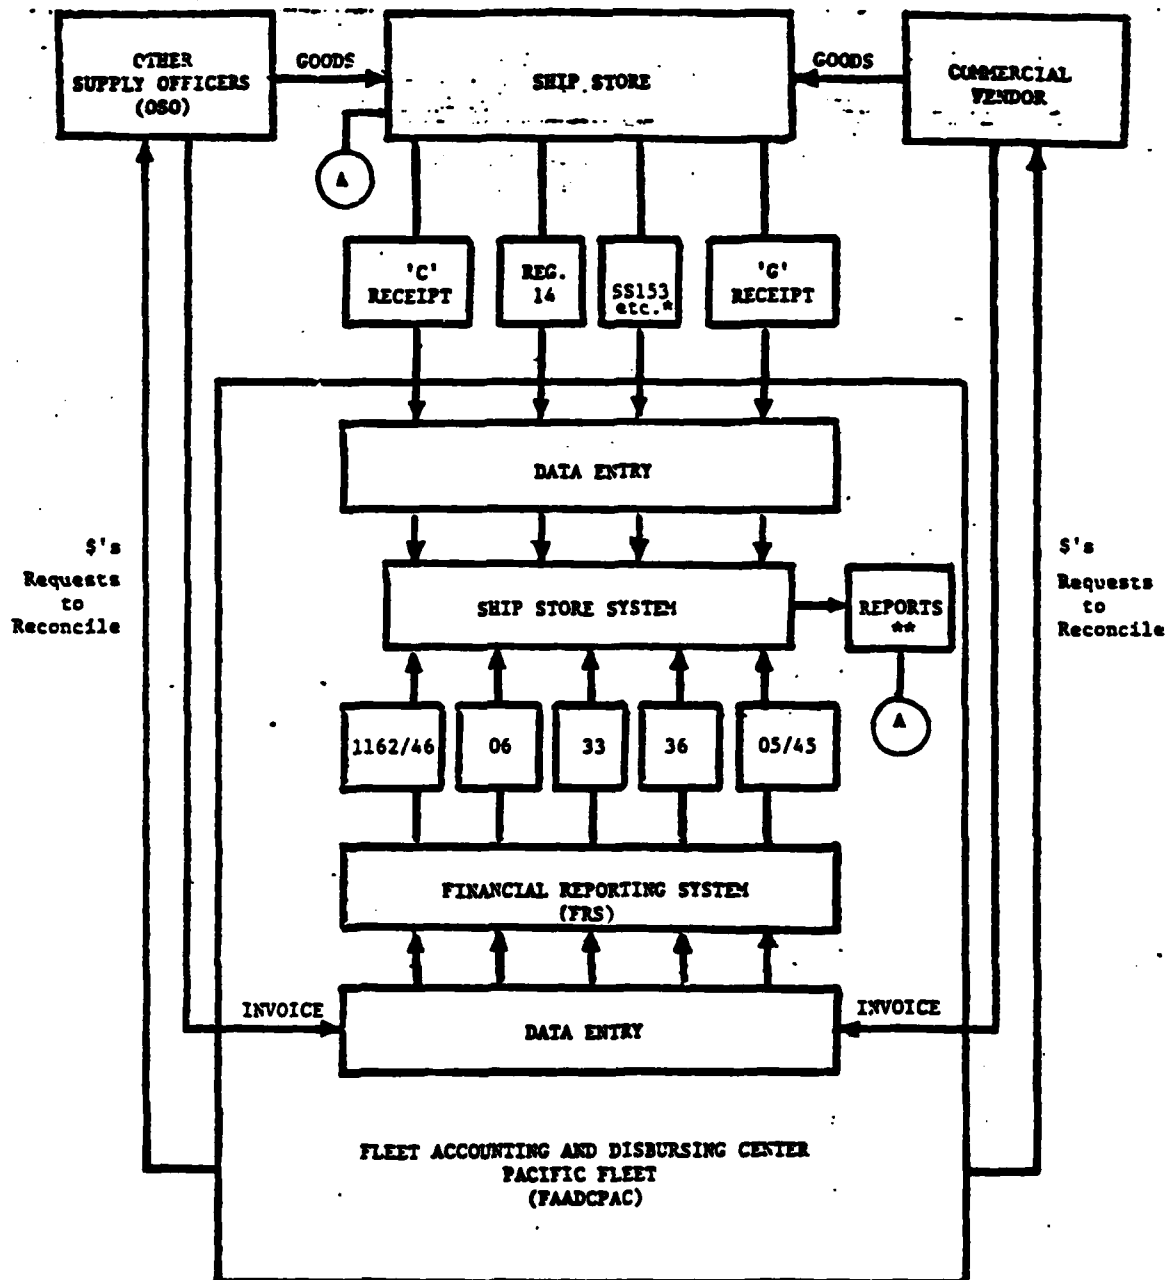 OTHER
SUPPLY OFFICERS
(OSO)
GOODS
SHIP STORE
GOODS
COMMERCIAL
VENDOR
A
'C'
RECEIPT
REG.
14
SS153
etc.*
'G'
RECEIPT
DATA ENTRY
$'s
Requests
to
Reconcile
SHIP STORE SYSTEM
REPORTS
**
$'s
Requests
to
Reconcile
A
1162/46
06
33
36
05/45
FINANCIAL REPORTING SYSTEM
(FRS)
INVOICE
DATA ENTRY
INVOICE
FLEET ACCOUNTING AND DISBURSING CENTER
PACIFIC FLEET
(FAADCPAC)